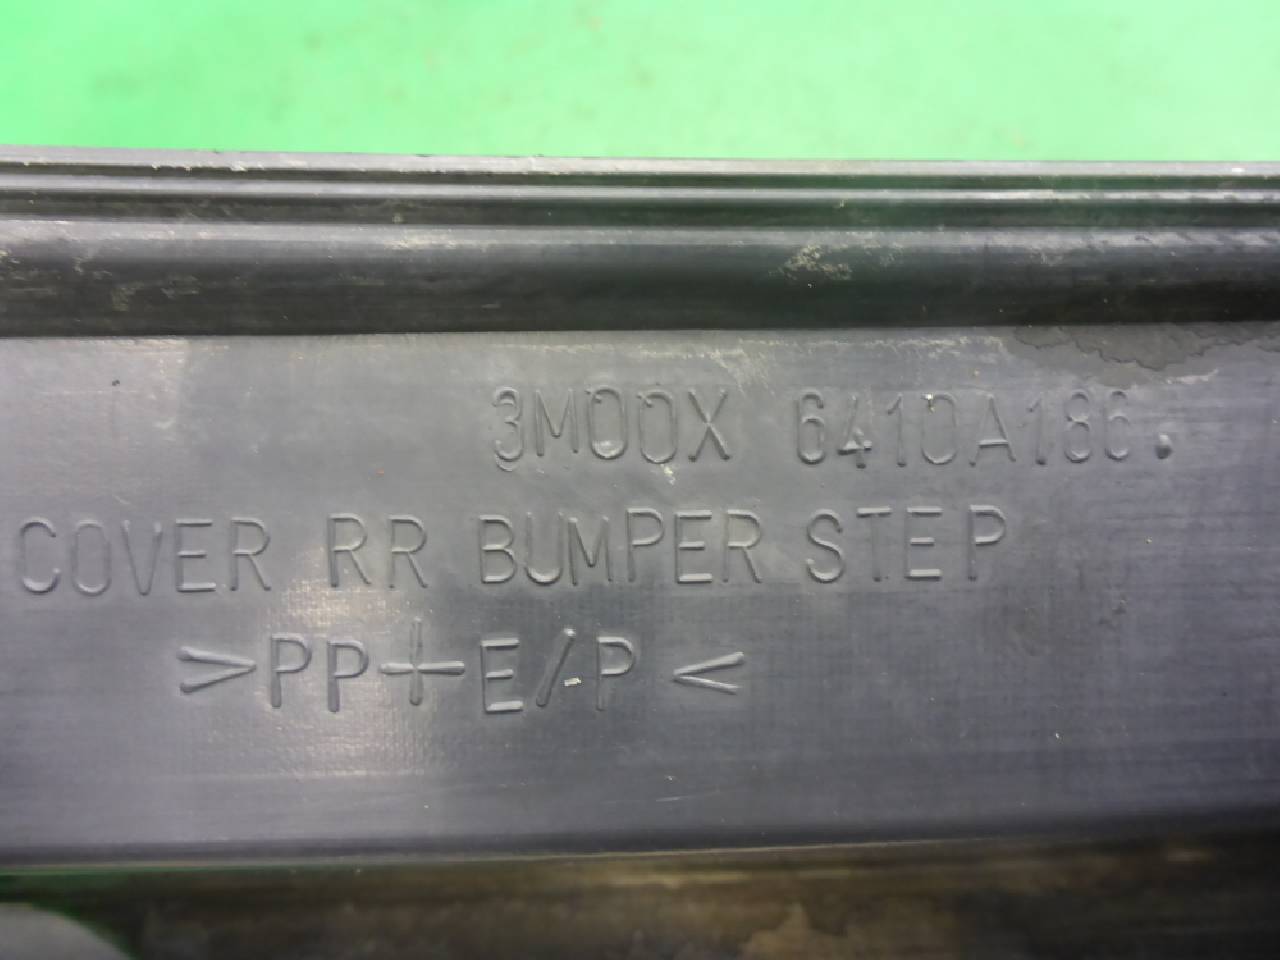 3M00X 6410A186.
COVER RR BUMPER STEP
>PP+E/P<